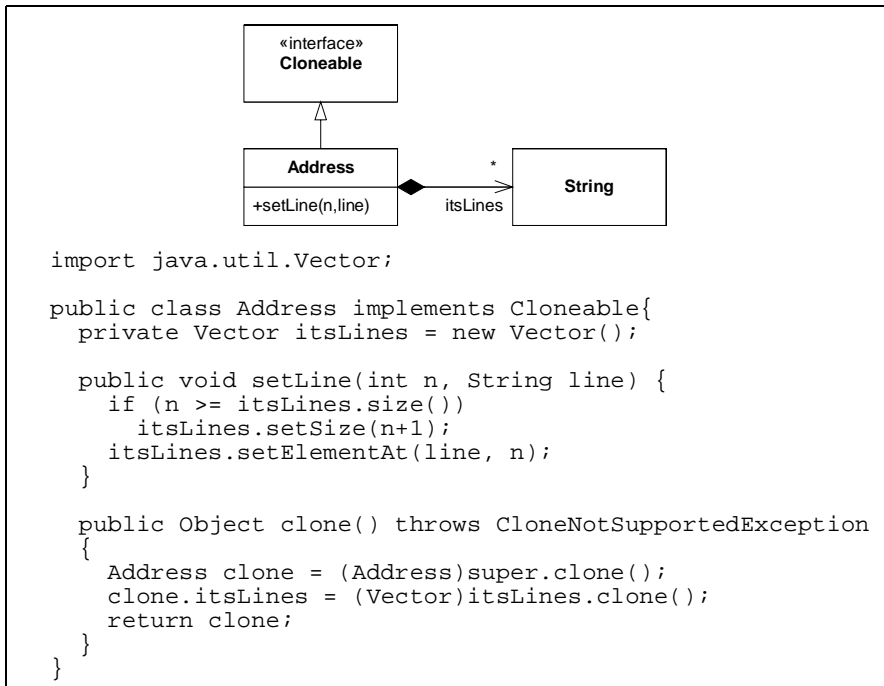 «interface»
Cloneable
Address
+setLine(n,line)
*
itsLines
String
import java.util.Vector;

public class Address implements Cloneable{
  private Vector itsLines = new Vector();

  public void setLine(int n, String line) {
    if (n >= itsLines.size())
      itsLines.setSize(n+1);
    itsLines.setElementAt(line, n);
  }

  public Object clone() throws CloneNotSupportedException
  {
    Address clone = (Address)super.clone();
    clone.itsLines = (Vector)itsLines.clone();
    return clone;
  }
}